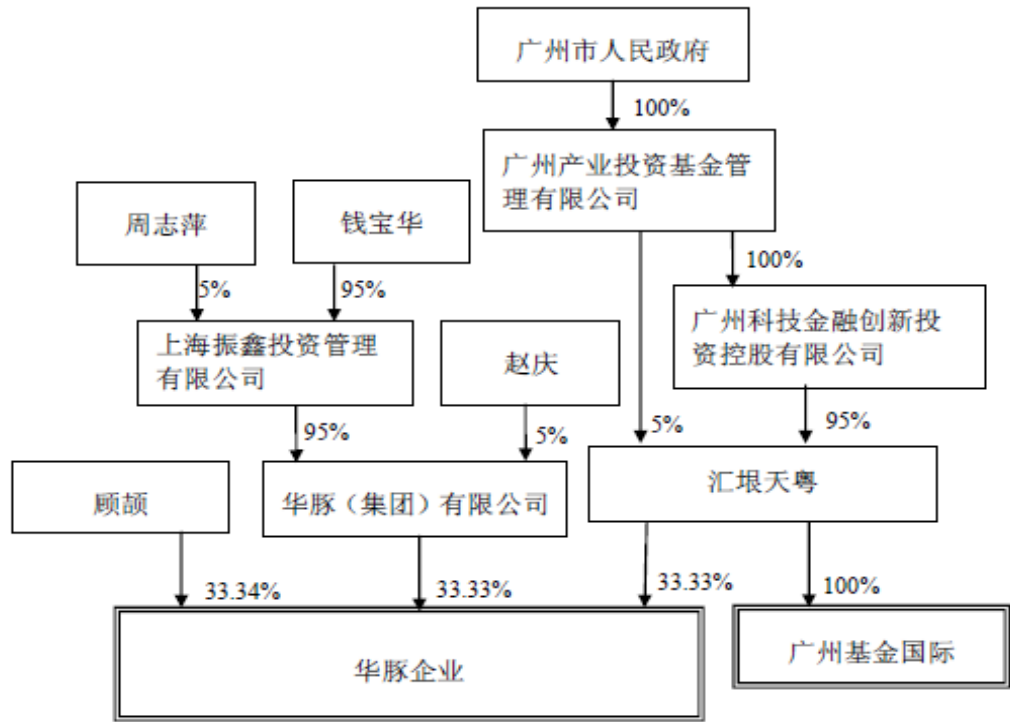 广州市人民政府
100%
广州产业投资基金管
理有限公司
周志萍
钱宝华
5%
95%
100%
上海振鑫投资管理
有限公司
赵庆
广州科技金融创新投
资控股有限公司
95%
5%
5%
95%
顾颉
华豚（集团）有限公司
汇垠天粤
33.34%
33.33%
33.33%
100%
华豚企业
广州基金国际